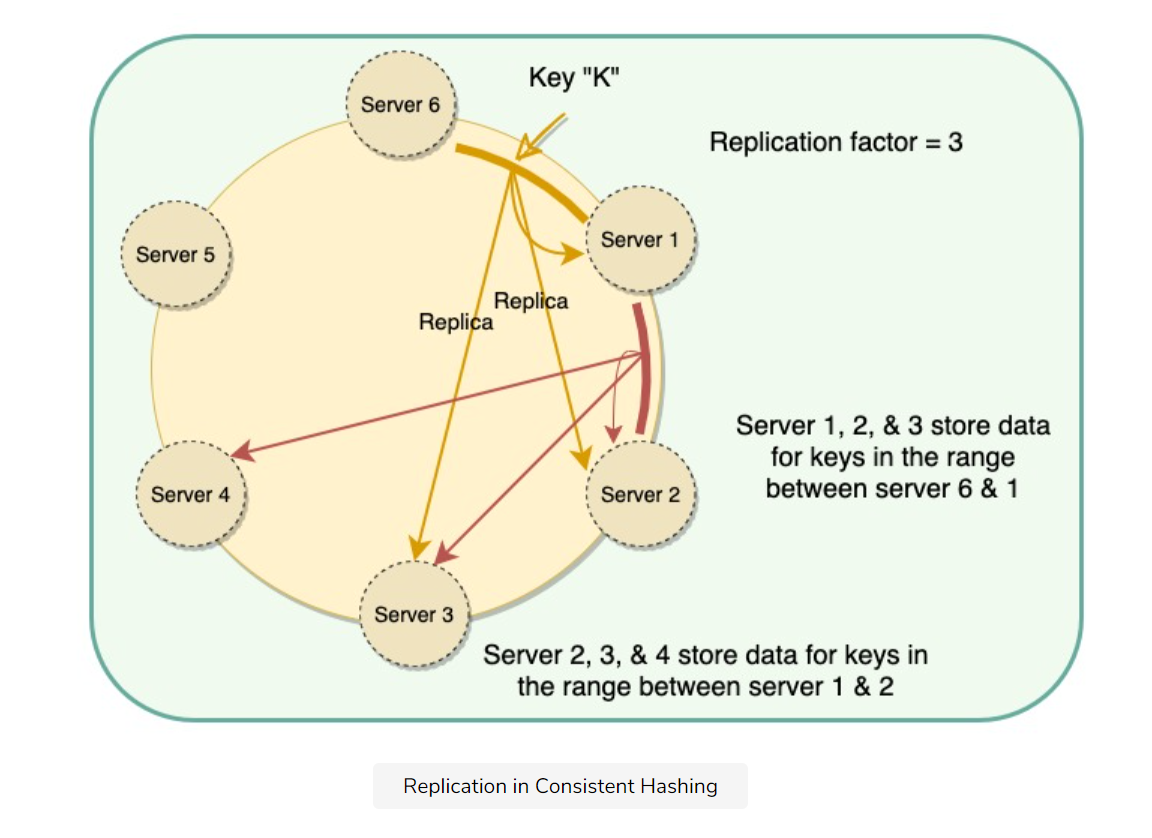 Key "K"
Server 6
Replication factor = 3
Server 1
Server 5
Replica
Replica
Server 1, 2, & 3 store data
for keys in the range
between server 6 & 1
Server 4
Server 2
Server 3
Server 2, 3, & 4 store data for keys in
the range between server 1 & 2
Replication in Consistent Hashing